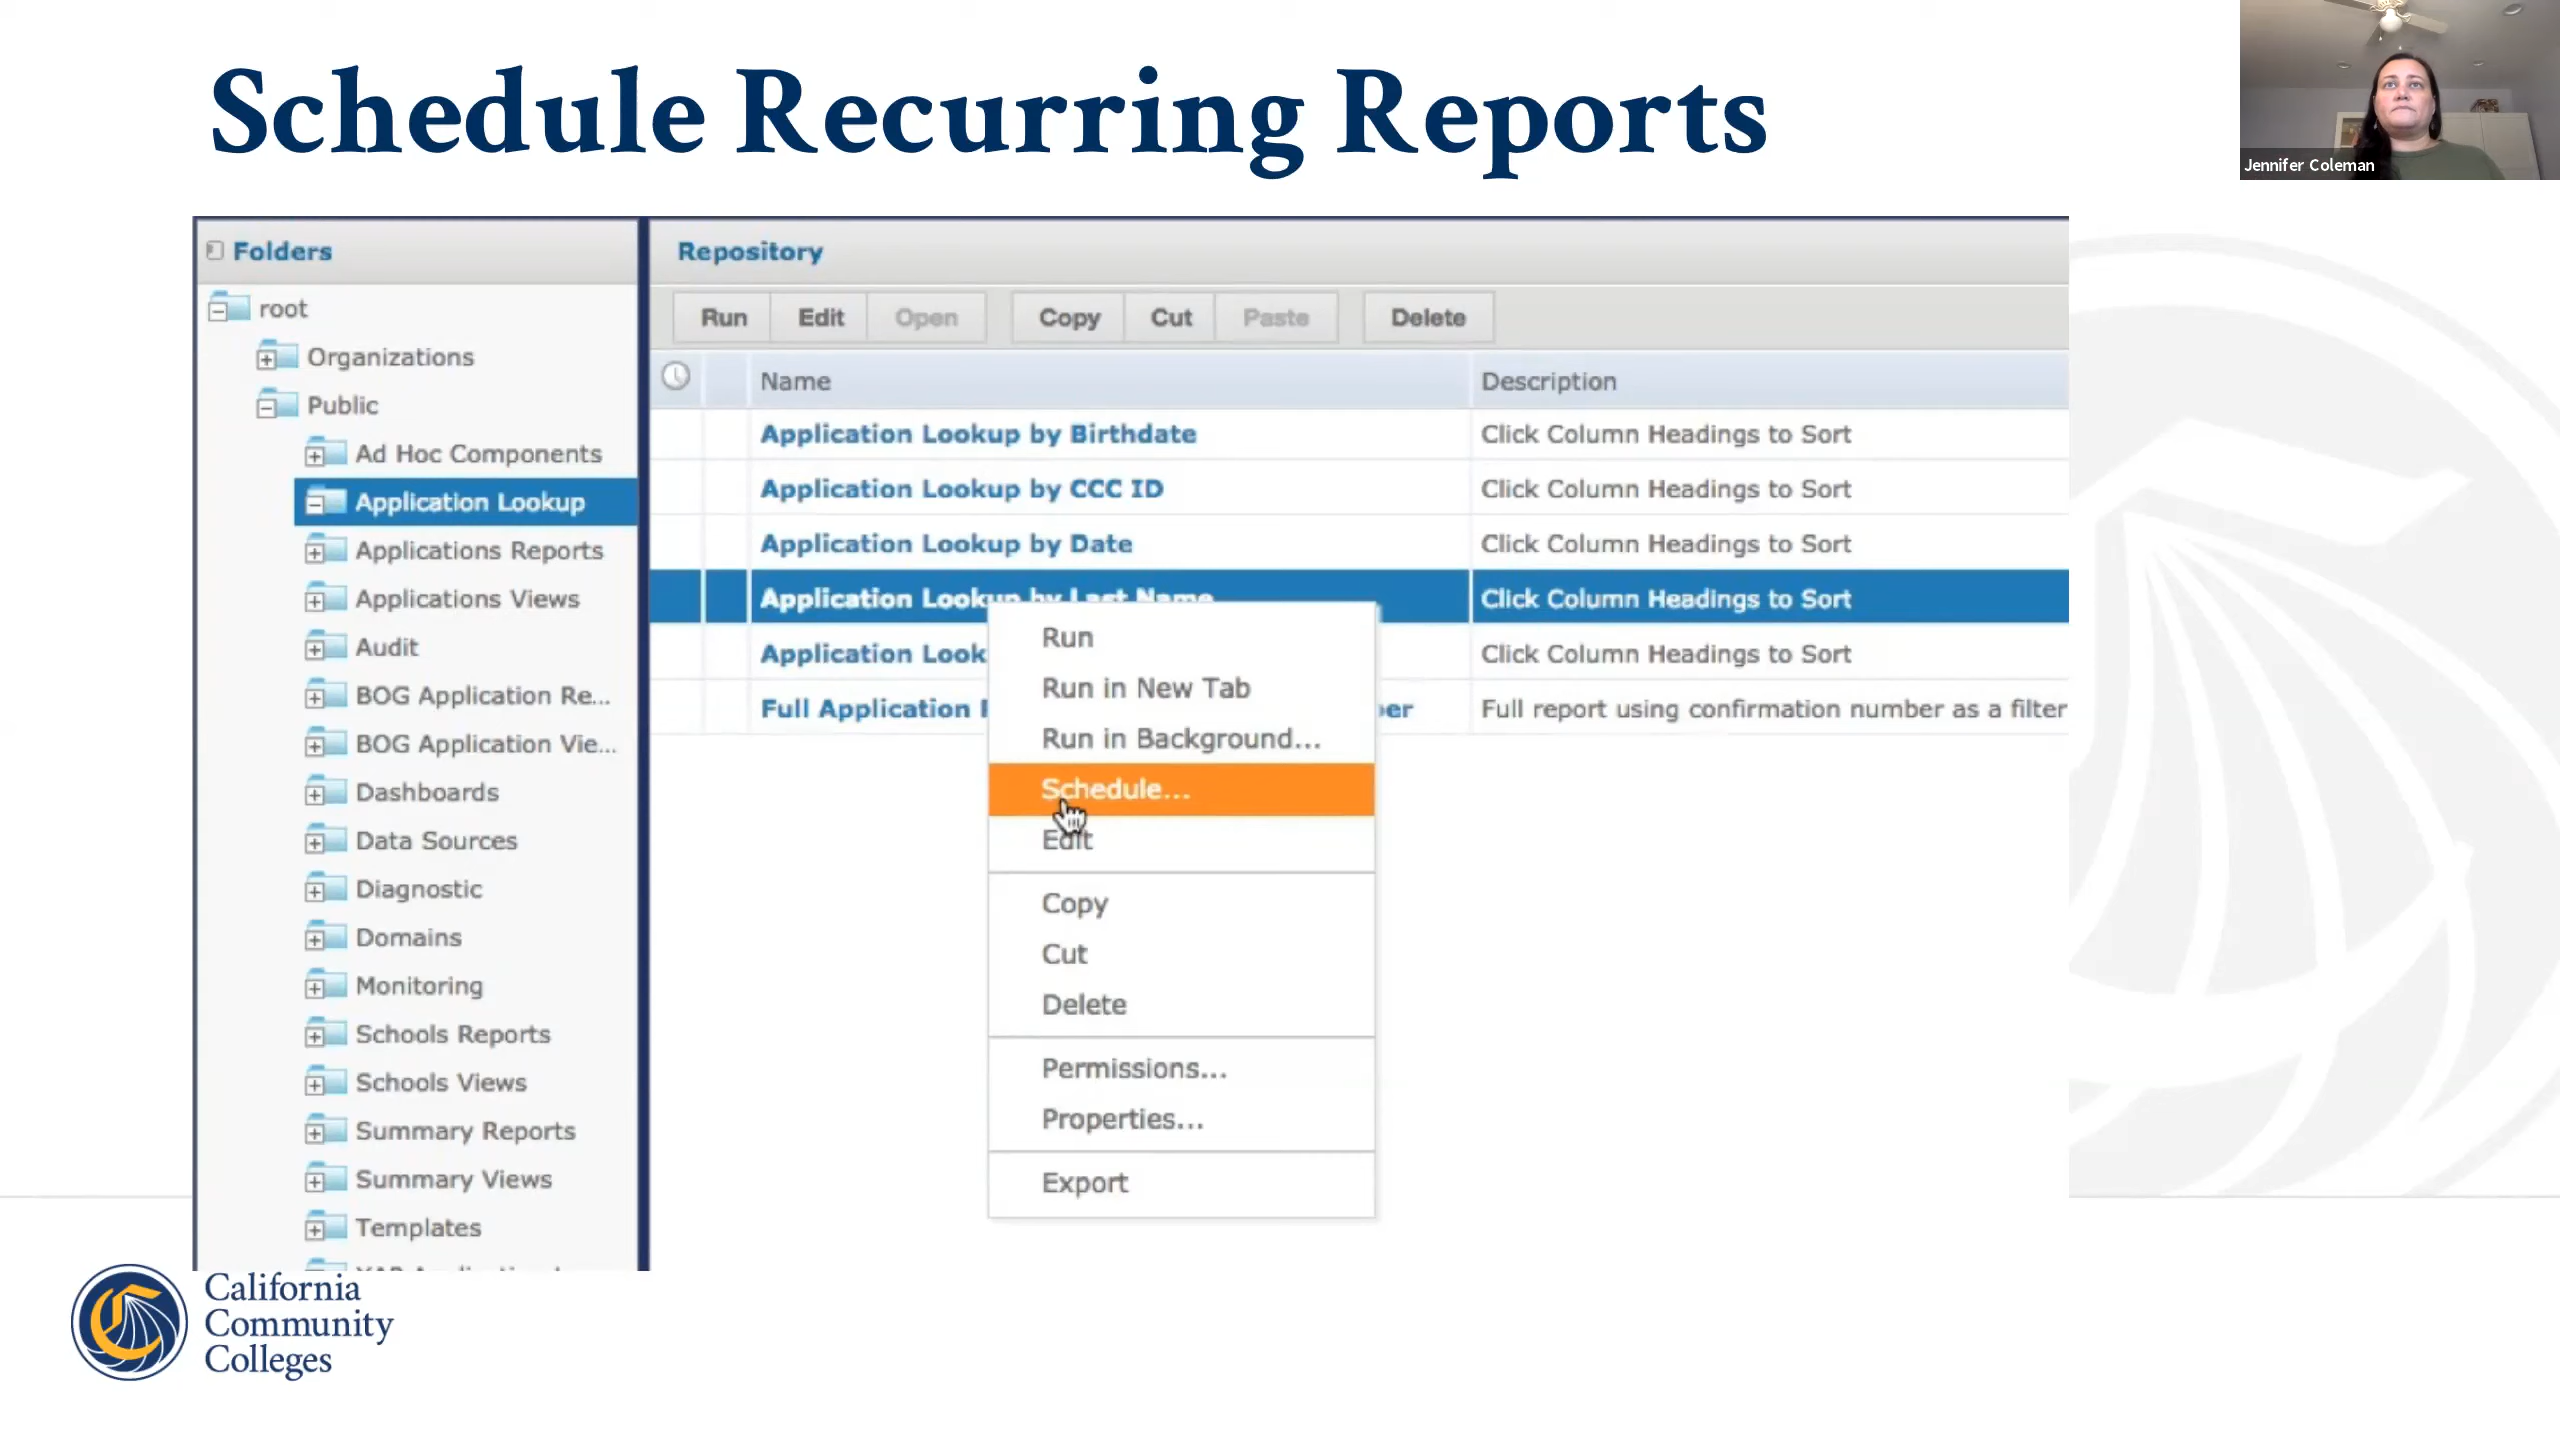 Schedule Recurring Reports
Jennifer Coleman
Folders
root
Organizations
Public
Ad Hoc Components
Application Lookup
Applications Reports
Applications Views
Audit
BOG Application Re...
BOG Application Vie...
Dashboards
Data Sources
Diagnostic
Domains
Monitoring
Schools Reports
Schools Views
Summary Reports
Summary Views
Templates
Repository
Run Edit Open Copy Cut Paste Delete
Name Description
Application Lookup by Birthdate Click Column Headings to Sort
Application Lookup by CCC ID Click Column Headings to Sort
Application Lookup by Date Click Column Headings to Sort
Application Lookup by Last Name Click Column Headings to Sort
Application Look Click Column Headings to Sort
Full Application Full report using confirmation number as a filter
Run
Run in New Tab
Run in Background...
Schedule...
Edit
Copy
Cut
Delete
Permissions...
Properties...
Export
California
Community
Colleges